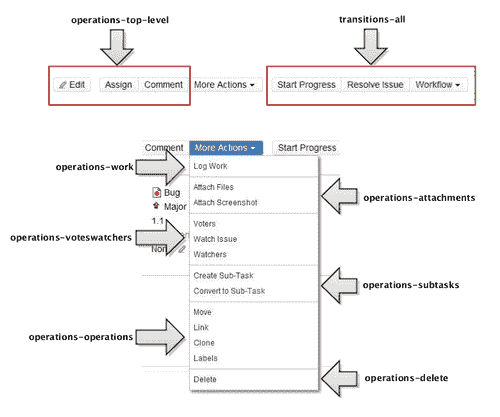 operations-top-level transitions-all
Edit Assign Comment More Actions Start Progress Resolve Issue Workflow
Comment More Actions Start Progress
operations-work Log Work
Bug Attach Files
Major Attach Screenshot operations-attachments
1.1 Voters
operations-voteswatchers Watch Issue
Watchers
Create Sub-Task
Convert to Sub-Task operations-subtasks
Move
Link
operations-operations Clone
Labels
Delete operations-delete